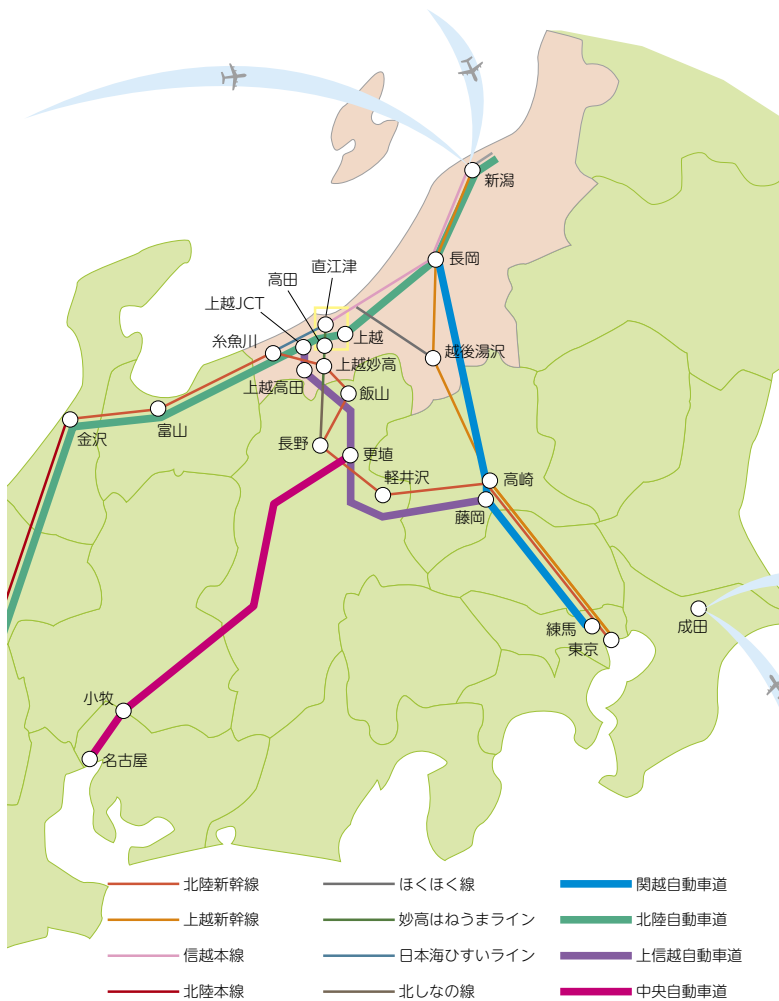 新潟
長岡
直江津
高田
上越JCT
上越
糸魚川
越後湯沢
上越妙高
上越高田
飯山
金沢
富山
長野
更埴
軽井沢
高崎
藤岡
練馬
東京
成田
小牧
名古屋
北陸新幹線
上越新幹線
信越本線
北陸本線
ほくほく線
妙高はねうまライン
日本海ひすいライン
北しなの線
関越自動車道
北陸自動車道
上信越自動車道
中央自動車道